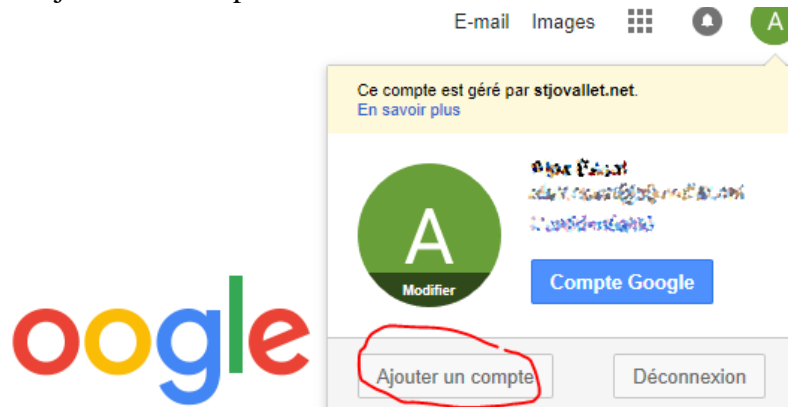 E-mail Images A
Ce compte est géré par stjovallet.net.
En savoir plus
A
Modifier
Compte Google
oogle
Ajouter un compte Déconnexion